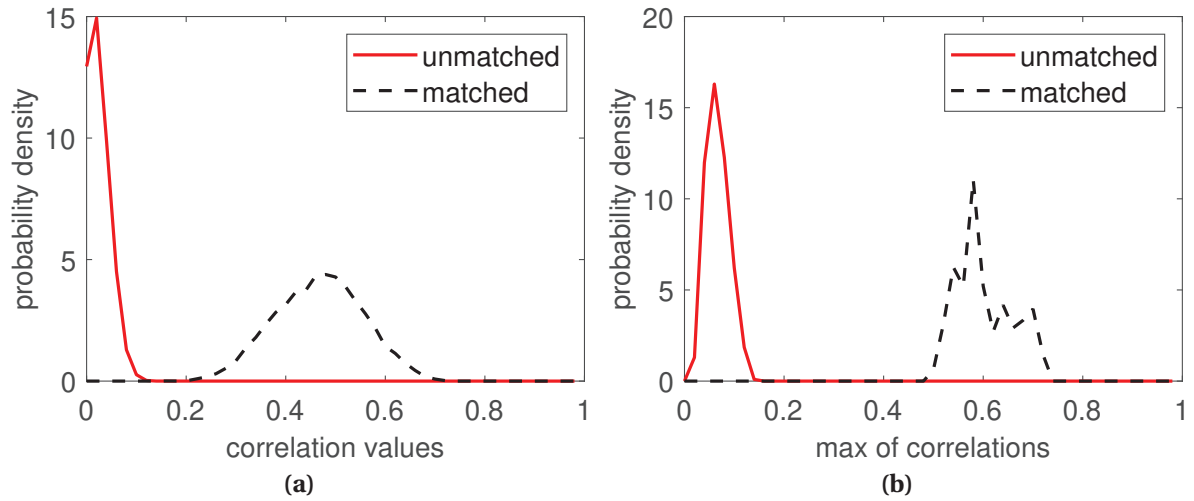 15
10
5
0
probability density
0
0.2
0.4
0.6
0.8
1
correlation values
unmatched
matched
(a)
20
15
10
5
0
probability density
0
0.2
0.4
0.6
0.8
1
max of correlations
unmatched
matched
(b)